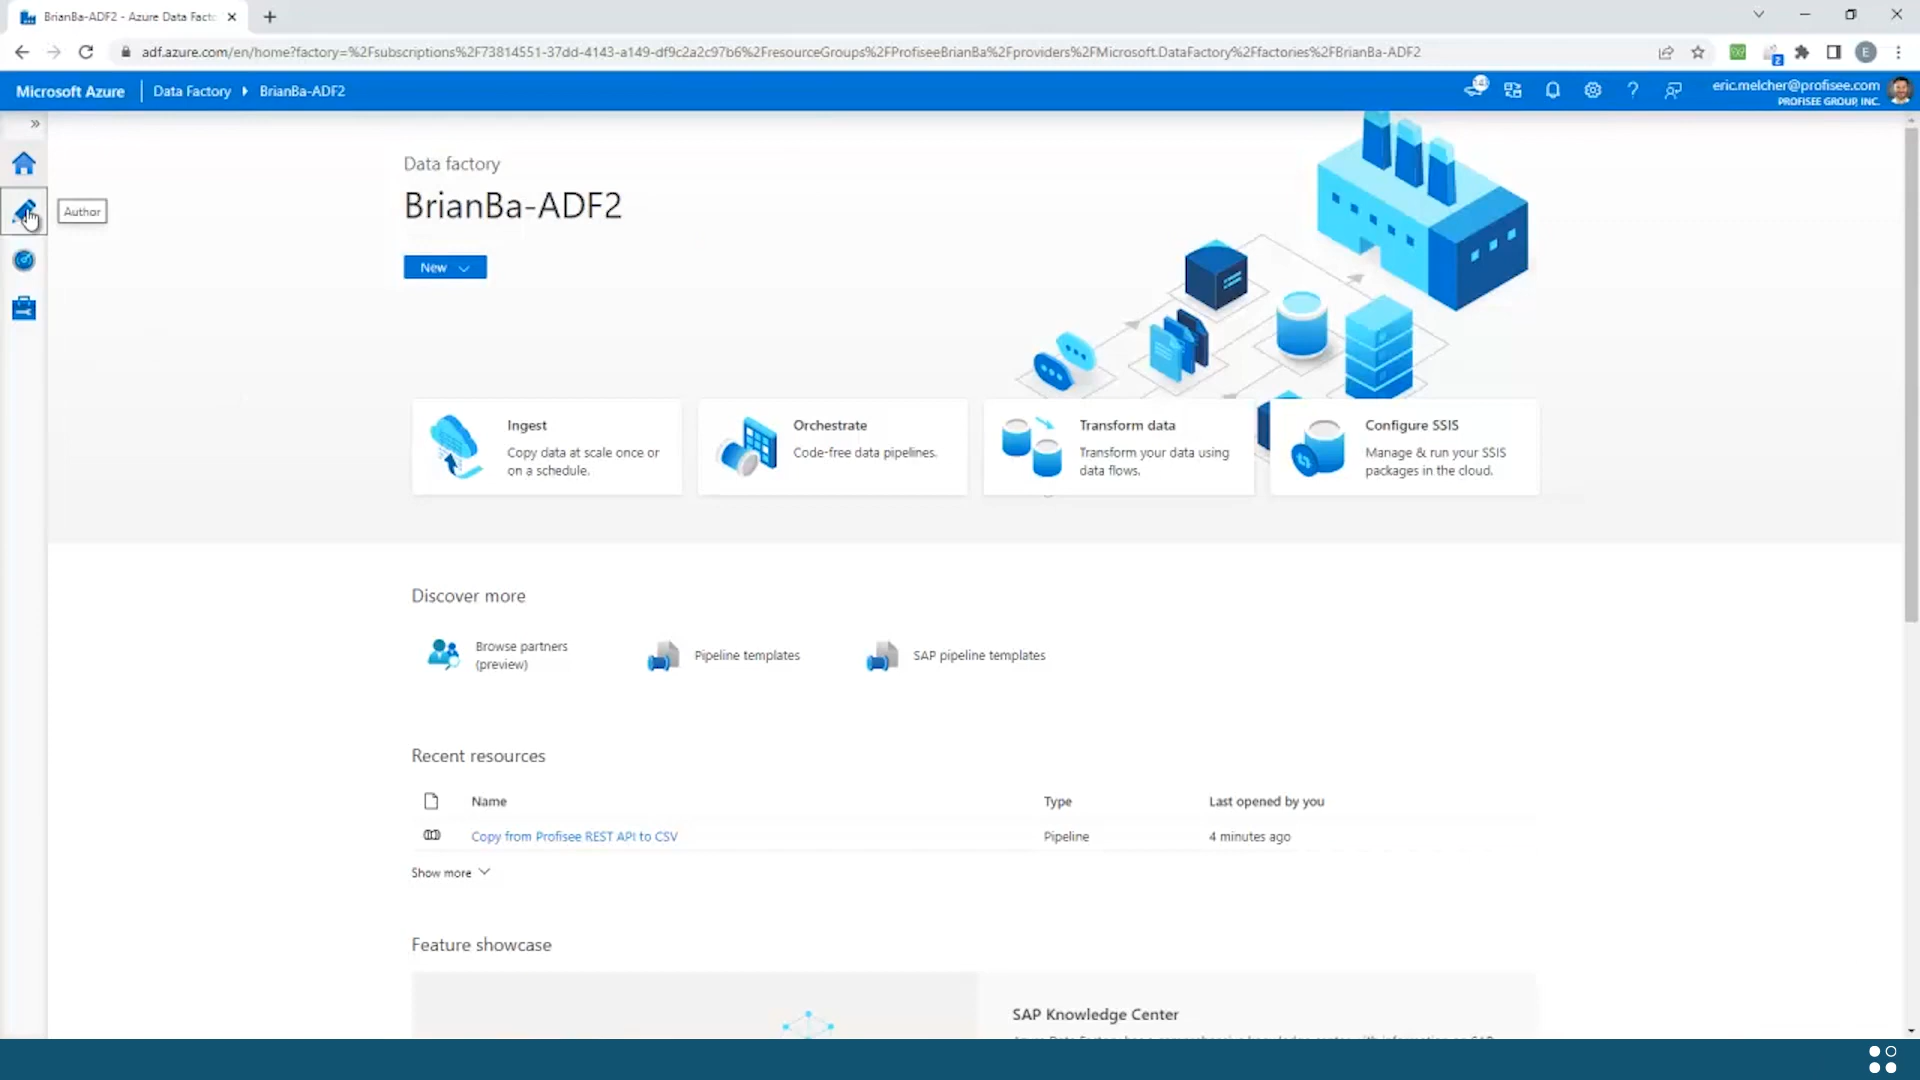 BrianBa-ADF2 - Azure Data Facto
adf.azure.com/en/home?factory=%2Fsubscriptions%2F73814551-37dd-4143-a149-df9c2a2c97b6%2FresourceGroups%2FProfiseeBrianBa%2Fproviders%2FMicrosoft.DataFactory%2Ffactories%2FBrianBa-ADF2
2
E
Microsoft Azure
Data Factory
BrianBa-ADF2
eric.melcher@profisee.com
PROFISEE GROUP, INC.
Author
Data factory
BrianBa-ADF2
New
Ingest
Copy data at scale once or
on a schedule.
Orchestrate
Code-free data pipelines.
Transform data
Transform your data using
data flows.
Configure SSIS
Manage & run your SSIS
packages in the cloud.
Discover more
Browse partners
(preview)
Pipeline templates
SAP pipeline templates
Recent resources
Name
Type
Last opened by you
Copy from Profisee REST API to CSV
Pipeline
4 minutes ago
Show more
Feature showcase
SAP Knowledge Center